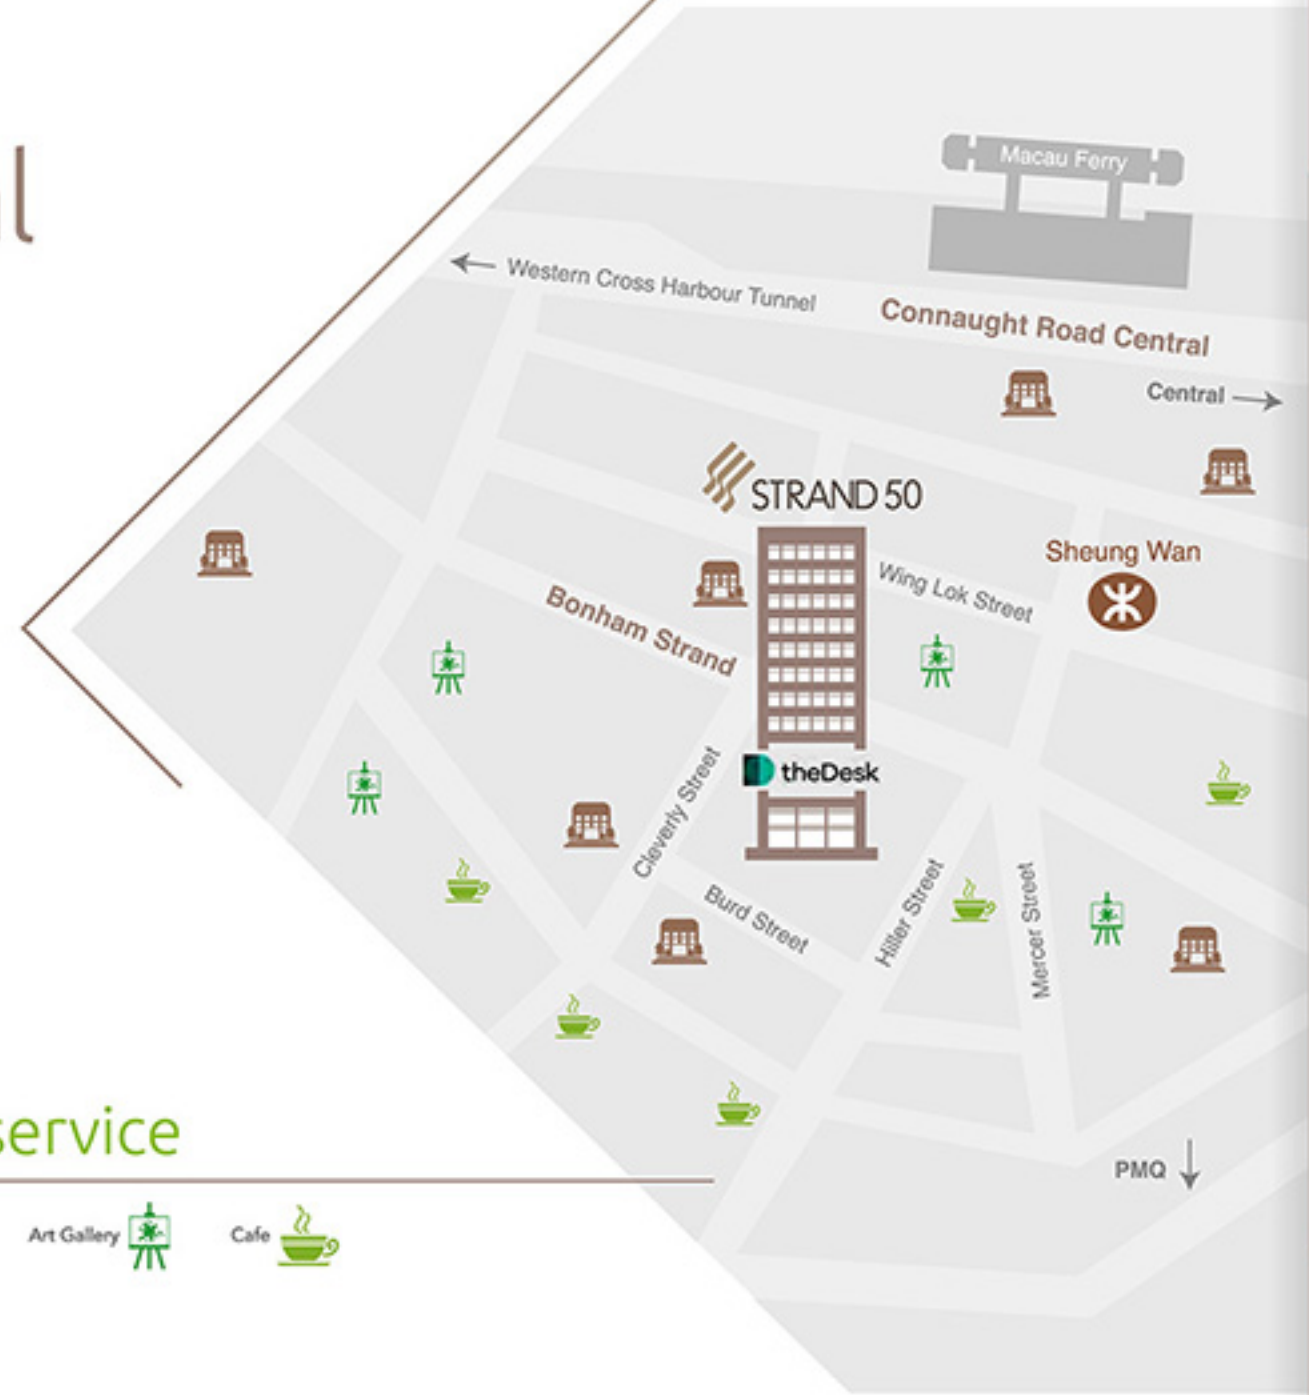 Macau Ferry
Western Cross Harbour Tunnel
Connaught Road Central
Central
STRAND 50
Sheung Wan
Wing Lok Street
Bonham Strand
theDesk
Cleverly Street
Burd Street
Hiller Street
Mercer Street
PMQ
service
Art Gallery
Cafe